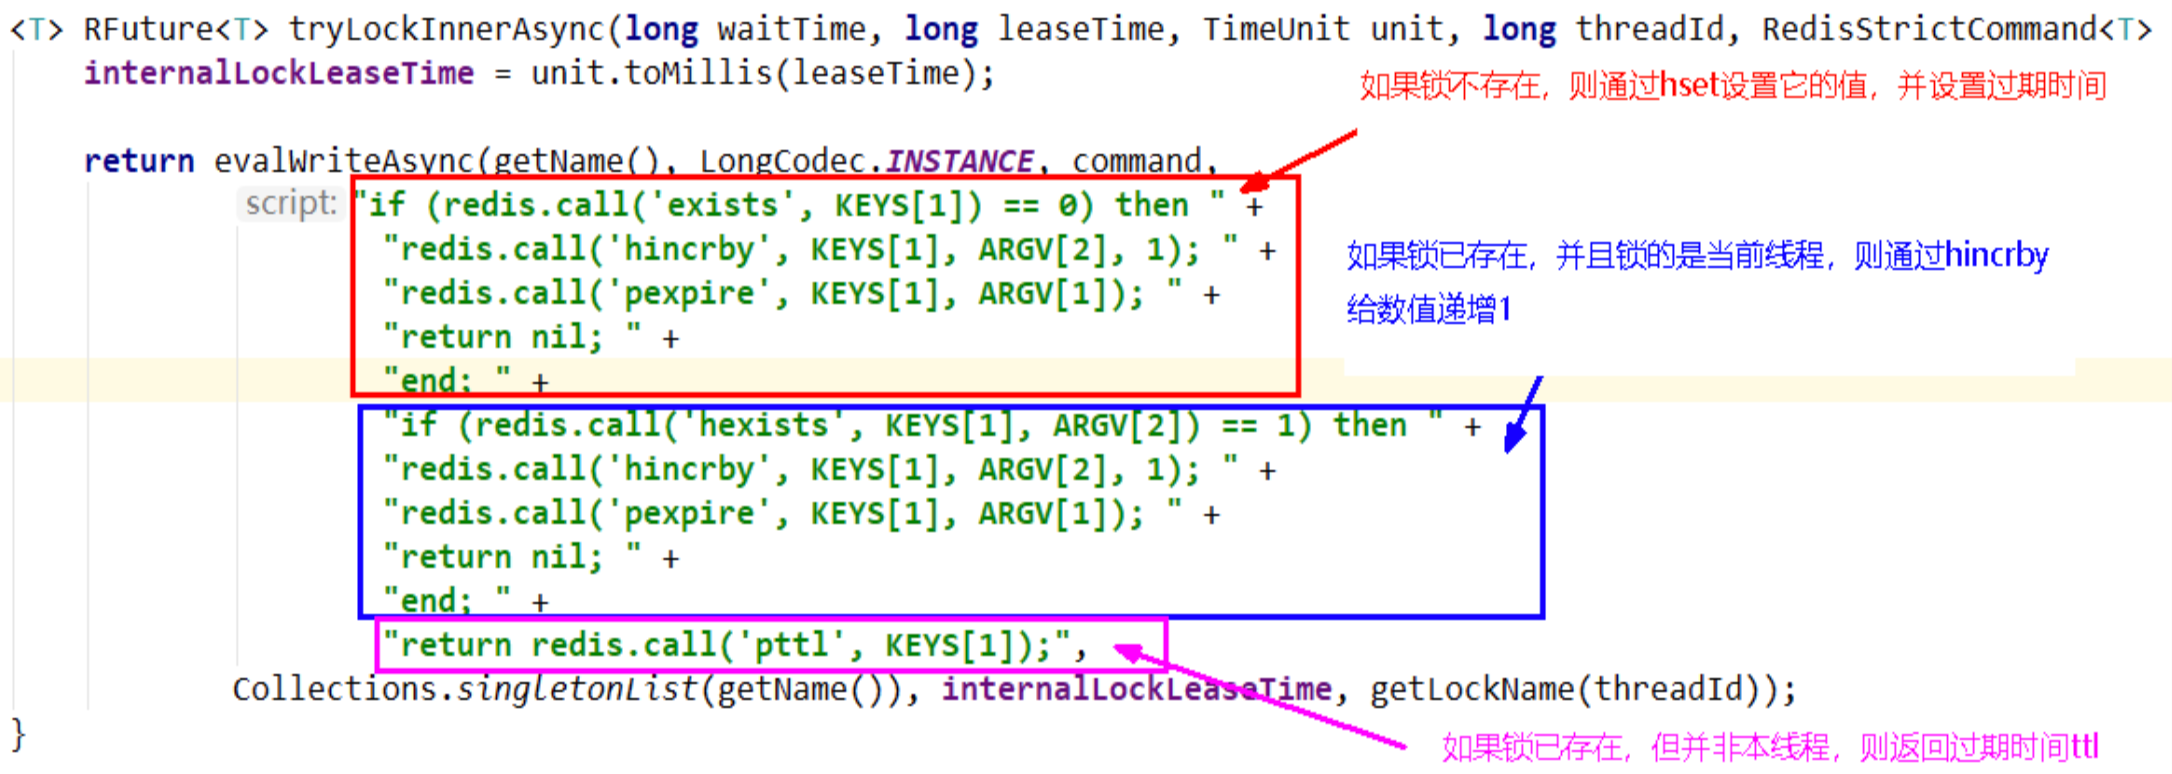 <T> RFuture<T> tryLockInnerAsync(long waitTime, long leaseTime, TimeUnit unit, long threadId, RedisStrictCommand<T>
internalLockLeaseTime = unit.toMillis(leaseTime);
如果锁不存在，则通过hset设置它的值，并设置过期时间
return evalWriteAsync(getName(), LongCodec.INSTANCE, command,
script: "if (redis.call('exists', KEYS[1]) == 0) then " +
"redis.call('hincrby', KEYS[1], ARGV[2], 1); " +
"redis.call('pexpire', KEYS[1], ARGV[1]); " +
"return nil; " +
"end; " +
如果锁已存在，并且锁的是当前线程，则通过hincrby
给数值递增1
"if (redis.call('hexists', KEYS[1], ARGV[2]) == 1) then " +
"redis.call('hincrby', KEYS[1], ARGV[2], 1); " +
"redis.call('pexpire', KEYS[1], ARGV[1]); " +
"return nil; " +
"end; " +
"return redis.call('pttl', KEYS[1]);",
Collections.singletonList(getName()), internalLockLeaseTime, getLockName(threadId));
}
如果锁已存在，但并非本线程，则返回过期时间ttl